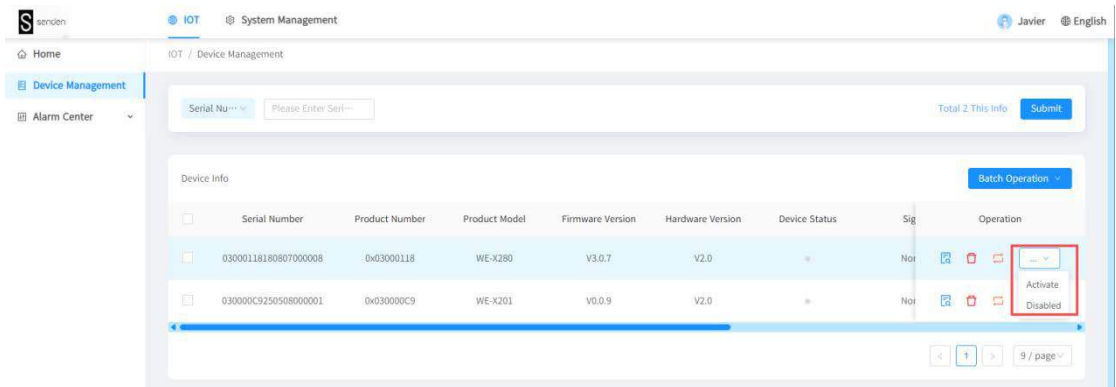 S senden
IOT
System Management
Javier
English
Home
Device Management
Alarm Center
IOT / Device Management
Serial Nu···
Please Enter Seri···
Total 2 This Info
Submit
Device Info
Batch Operation
Serial Number Product Number Product Model Firmware Version Hardware Version Device Status Sig Operation
03000118180807000008 0x03000118 WE-X280 V3.0.7 V2.0 Nor ...
Activate
030000C9250508000001 0x030000C9 WE-X201 V0.0.9 V2.0 Nor
Disabled
< 1 > 9 / page